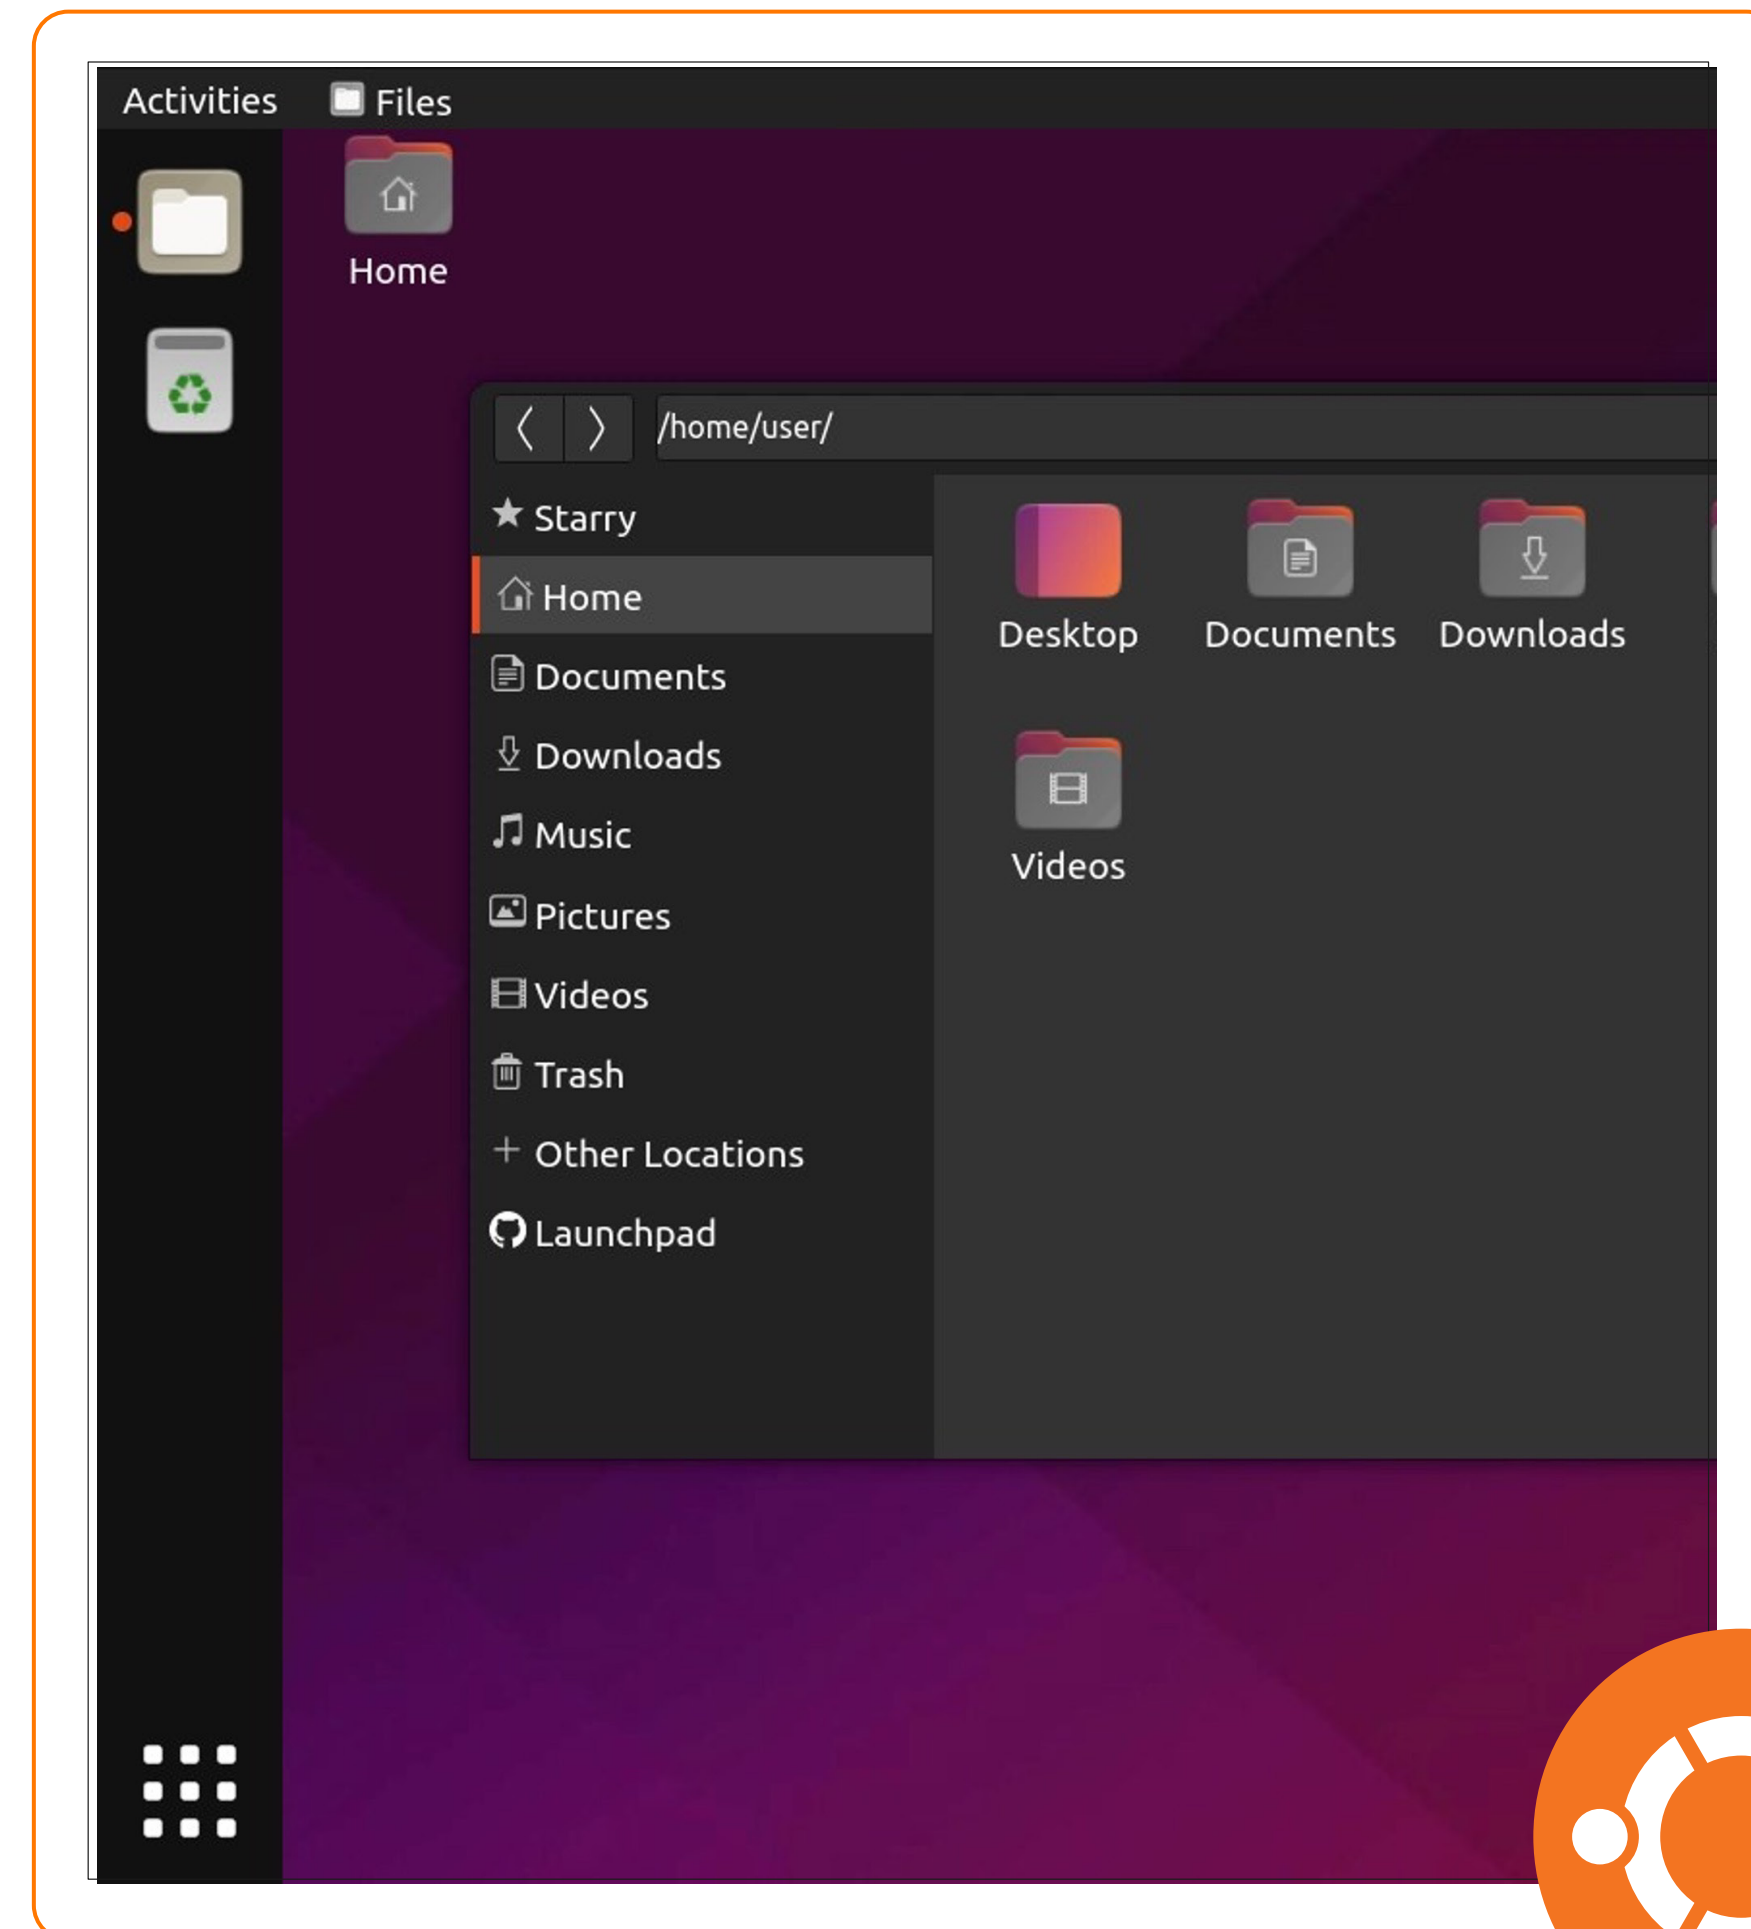 Activities Files
Home
/home/user/
Starry
Home
Documents
Downloads
Music
Pictures
Videos
Trash
Other Locations
Launchpad
Desktop Documents Downloads
Videos